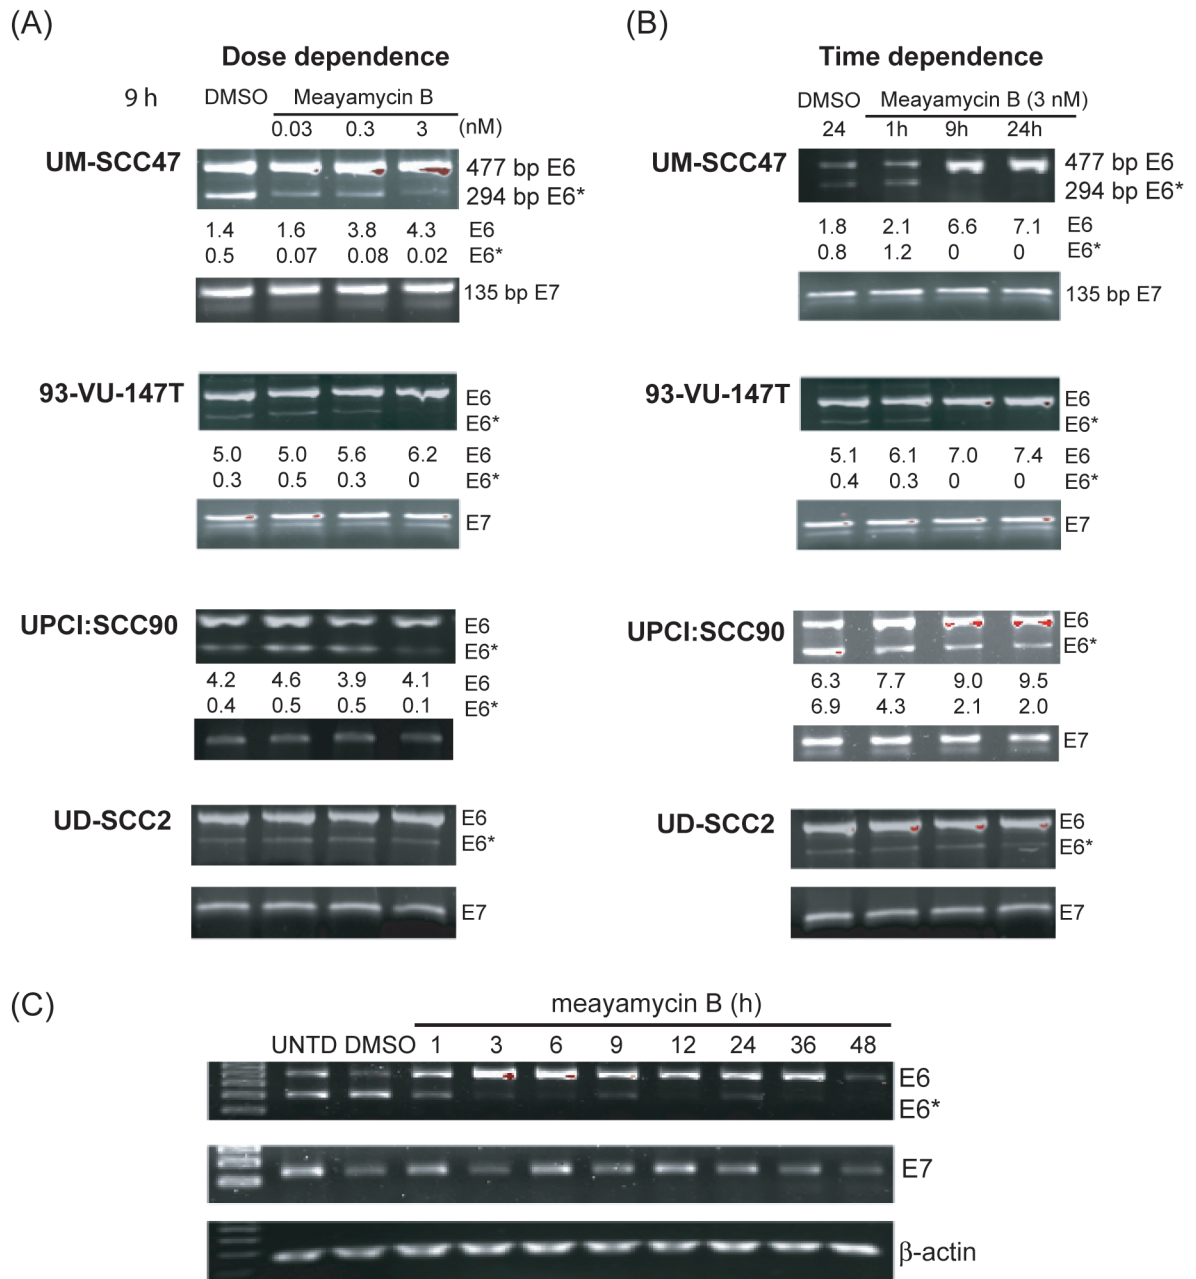 (A)
Dose dependence
9 h DMSO Meayamycin B
0.03 0.3 3 (nM)
UM-SCC47
477 bp E6
294 bp E6*
1.4 1.6 3.8 4.3 E6
0.5 0.07 0.08 0.02 E6*
135 bp E7
93-VU-147T
E6
E6*
5.0 5.0 5.6 6.2 E6
0.3 0.5 0.3 0 E6*
E7
UPCI:SCC90
E6
E6*
4.2 4.6 3.9 4.1 E6
0.4 0.5 0.5 0.1 E6*
UD-SCC2
E6
E6*
E7
(B)
Time dependence
DMSO Meayamycin B (3 nM)
24 1h 9h 24h
UM-SCC47
477 bp E6
294 bp E6*
1.8 2.1 6.6 7.1 E6
0.8 1.2 0 0 E6*
135 bp E7
93-VU-147T
E6
E6*
5.1 6.1 7.0 7.4 E6
0.4 0.3 0 0 E6*
E7
UPCI:SCC90
E6
E6*
6.3 7.7 9.0 9.5
6.9 4.3 2.1 2.0
E7
UD-SCC2
E6
E6*
E7
(C)
meayamycin B (h)
UNTD DMSO 1 3 6 9 12 24 36 48
E6
E6*
E7
β-actin